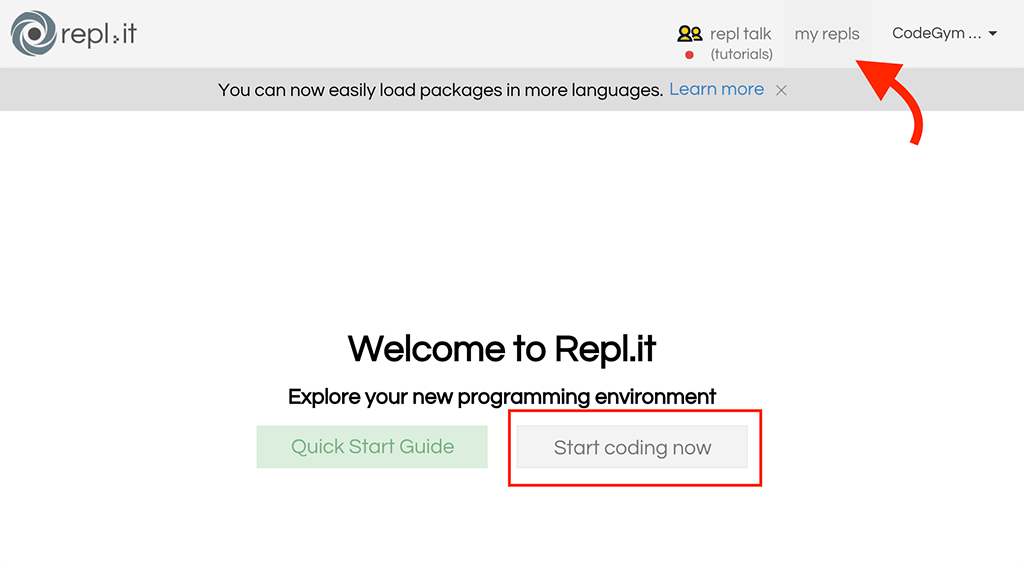 repl.it
repl talk
(tutorials)
my repls
CodeGym ...
You can now easily load packages in more languages. Learn more
Welcome to Repl.it
Explore your new programming environment
Quick Start Guide
Start coding now